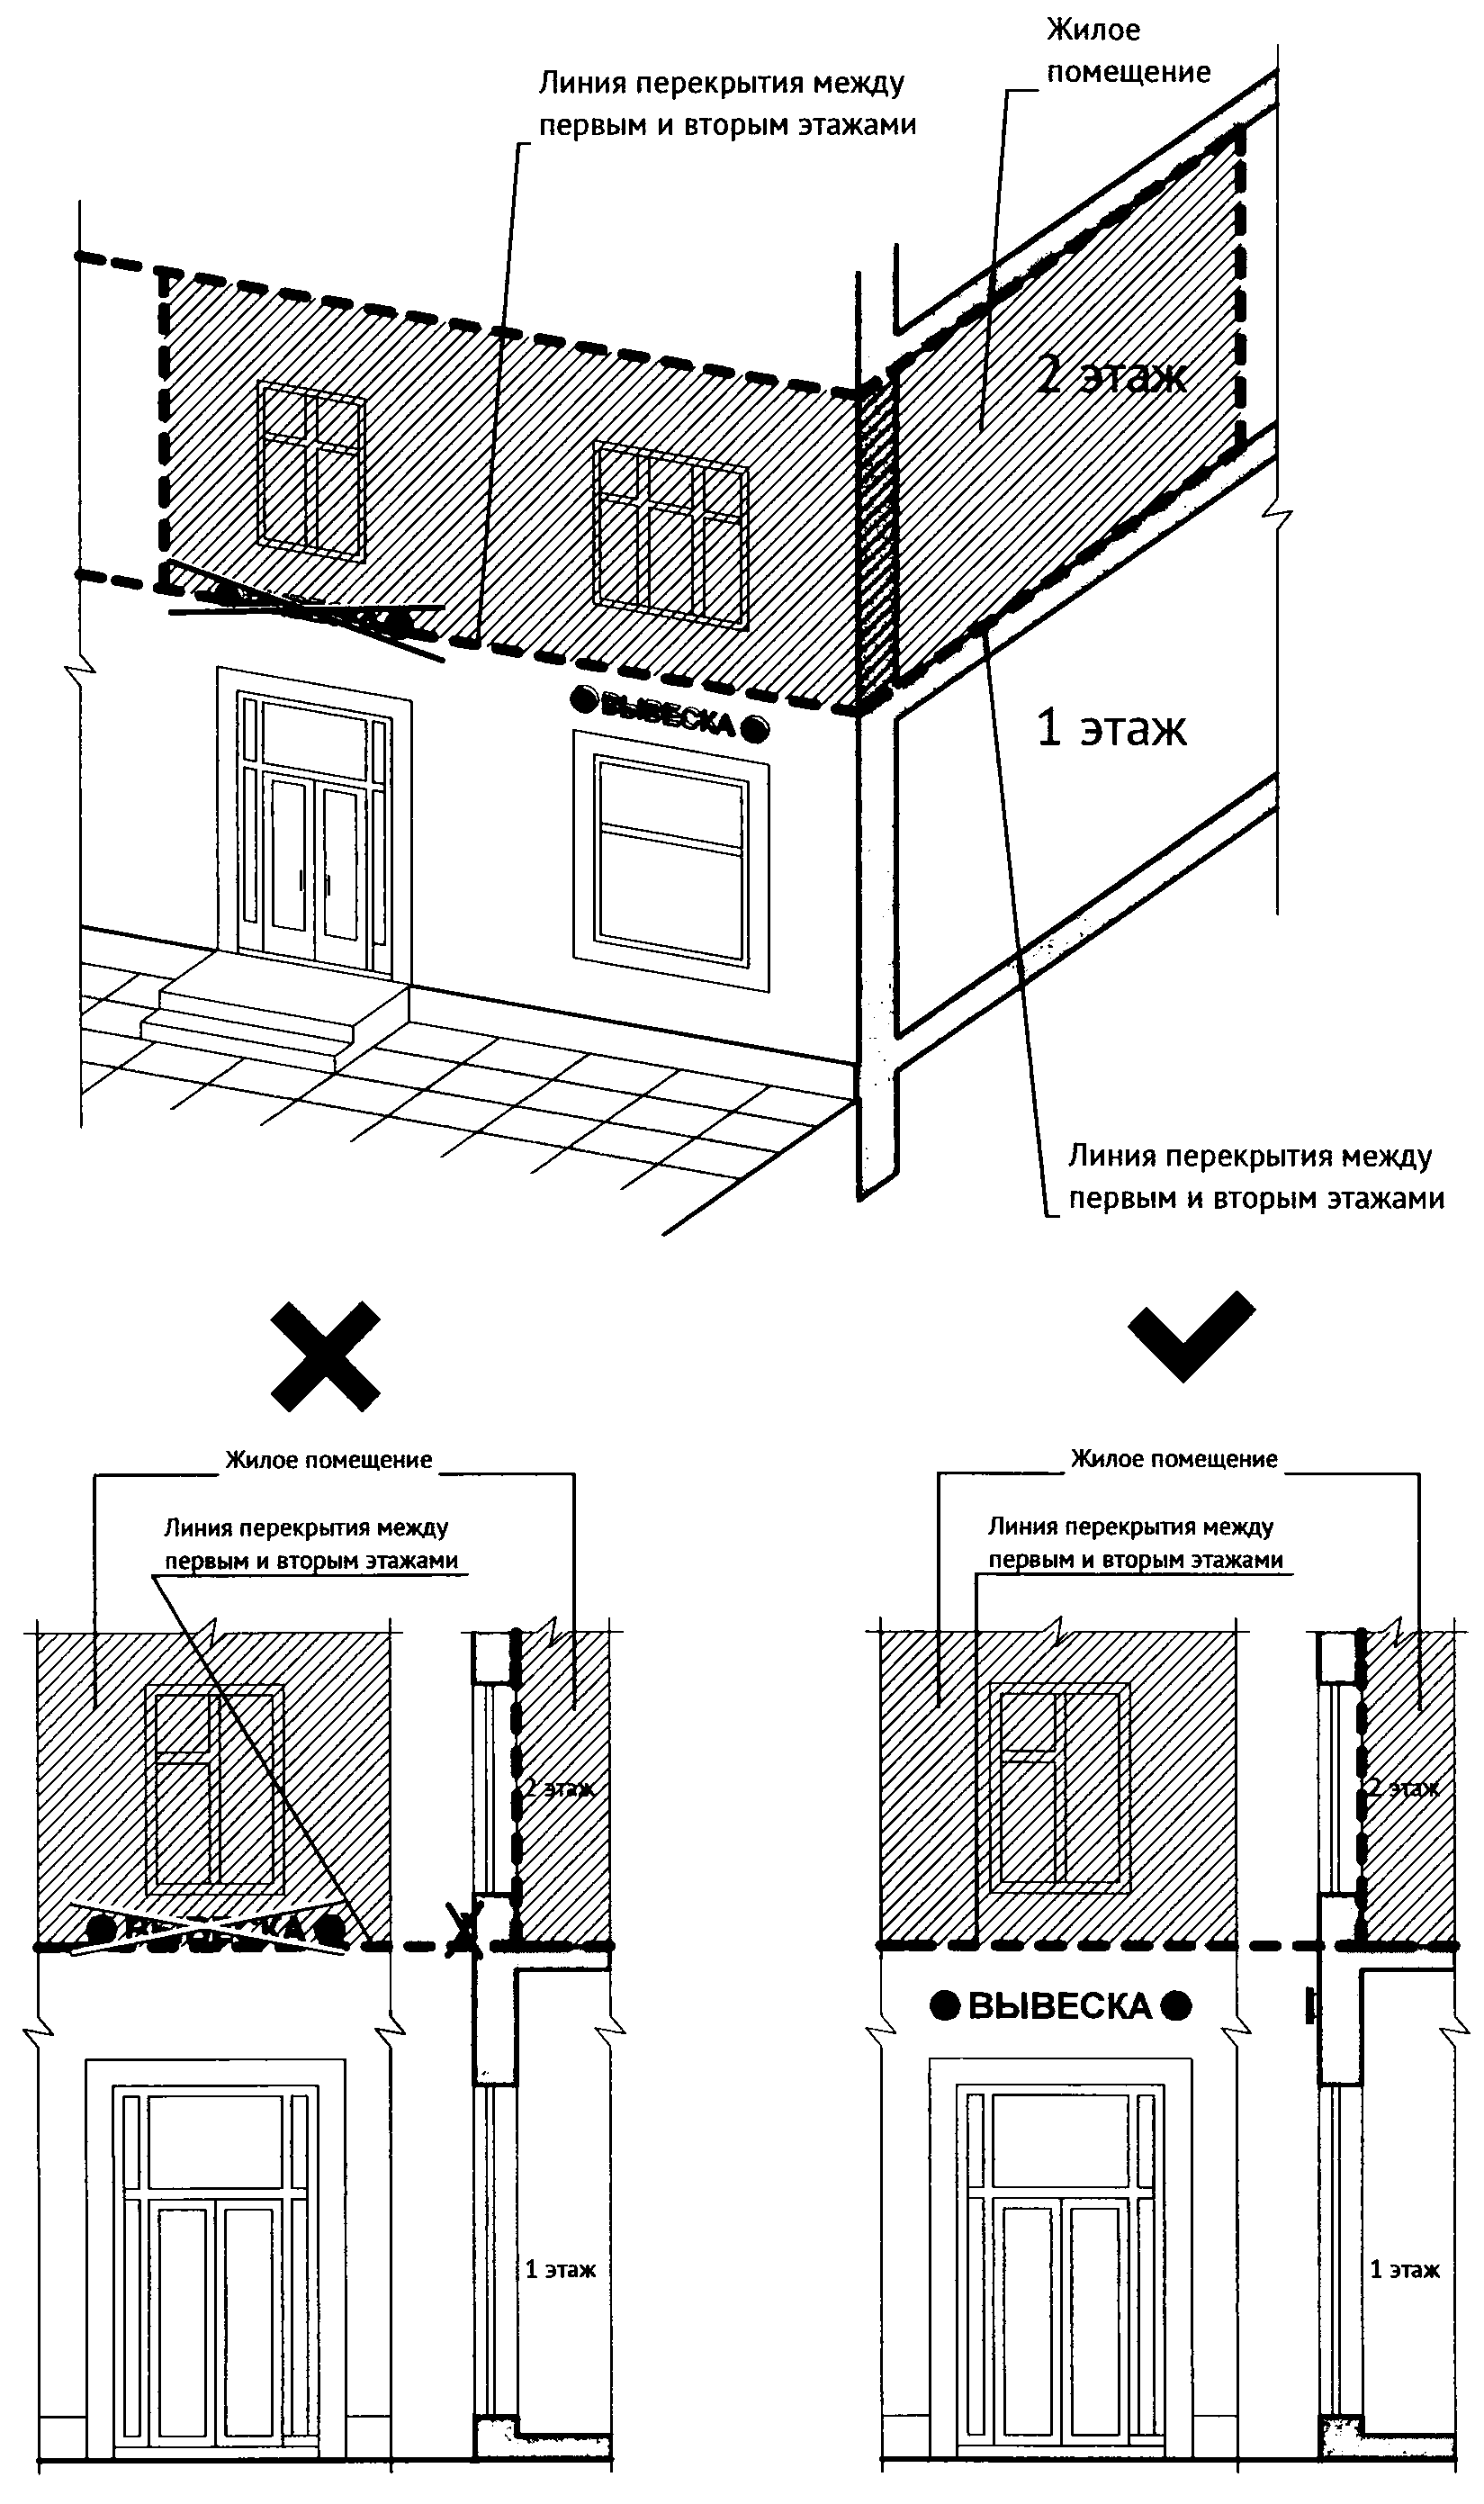 Жилое
помещение
Линия перекрытия между
первым и вторым этажами
2 этаж
ВЫВЕСКА
1 этаж
Линия перекрытия между
первым и вторым этажами
Жилое помещение
Линия перекрытия между
первым и вторым этажами
2 этаж
1 этаж
Жилое помещение
Линия перекрытия между
первым и вторым этажами
2 этаж
ВЫВЕСКА
1 этаж